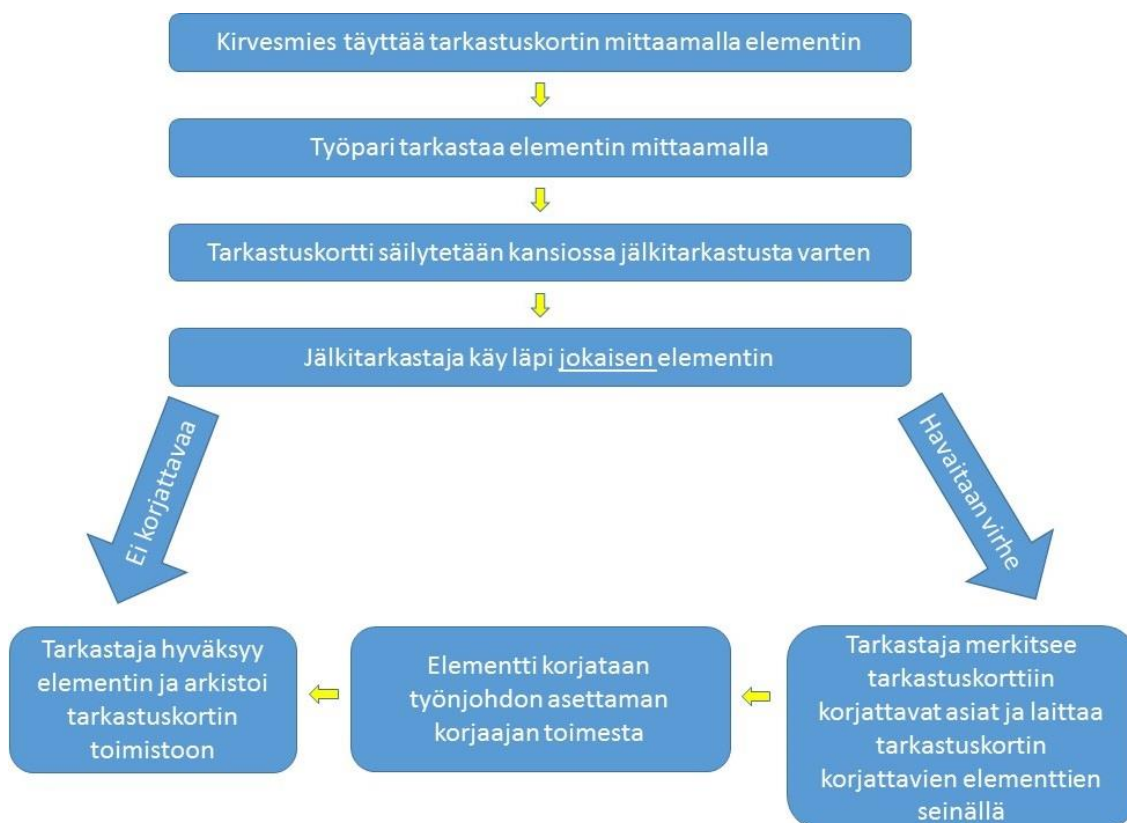 Kirvesmies täyttää tarkastuskortin mittaamalla elementin
Työpari tarkastaa elementin mittaamalla
Tarkastuskortti säilytetään kansiossa jälkitarkastusta varten
Jälkitarkastaja käy läpi jokaisen elementin
Ei korjattavaa
Havaitaan virhe
Tarkastaja hyväksyy
elementin ja arkistoi
tarkastuskortin
toimistoon
Elementti korjataan
työnjohdon asettaman
korjaajan toimesta
Tarkastaja merkitsee
tarkastuskorttiin
korjattavat asiat ja laittaa
tarkastuskortin
korjattavien elementtien
seinällä